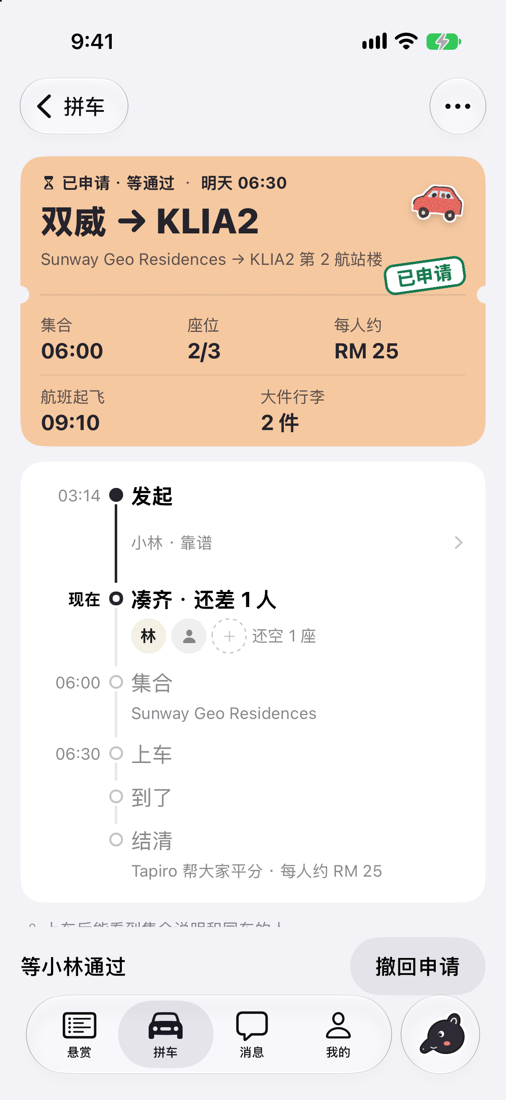 9:41
拼车
已申请 · 等通过 · 明天 06:30
双威 → KLIA2
Sunway Geo Residences → KLIA2 第 2 航站楼
已申请
集合 座位 每人约
06:00 2/3 RM 25
航班起飞 大件行李
09:10 2 件
03:14 发起
小林 · 靠谱
现在 凑齐 · 还差 1 人
林 还空 1 座
06:00 集合
Sunway Geo Residences
06:30 上车
到了
结清
Tapiro 帮大家平分 · 每人约 RM 25
等小林通过 撤回申请
悬赏 拼车 消息 我的